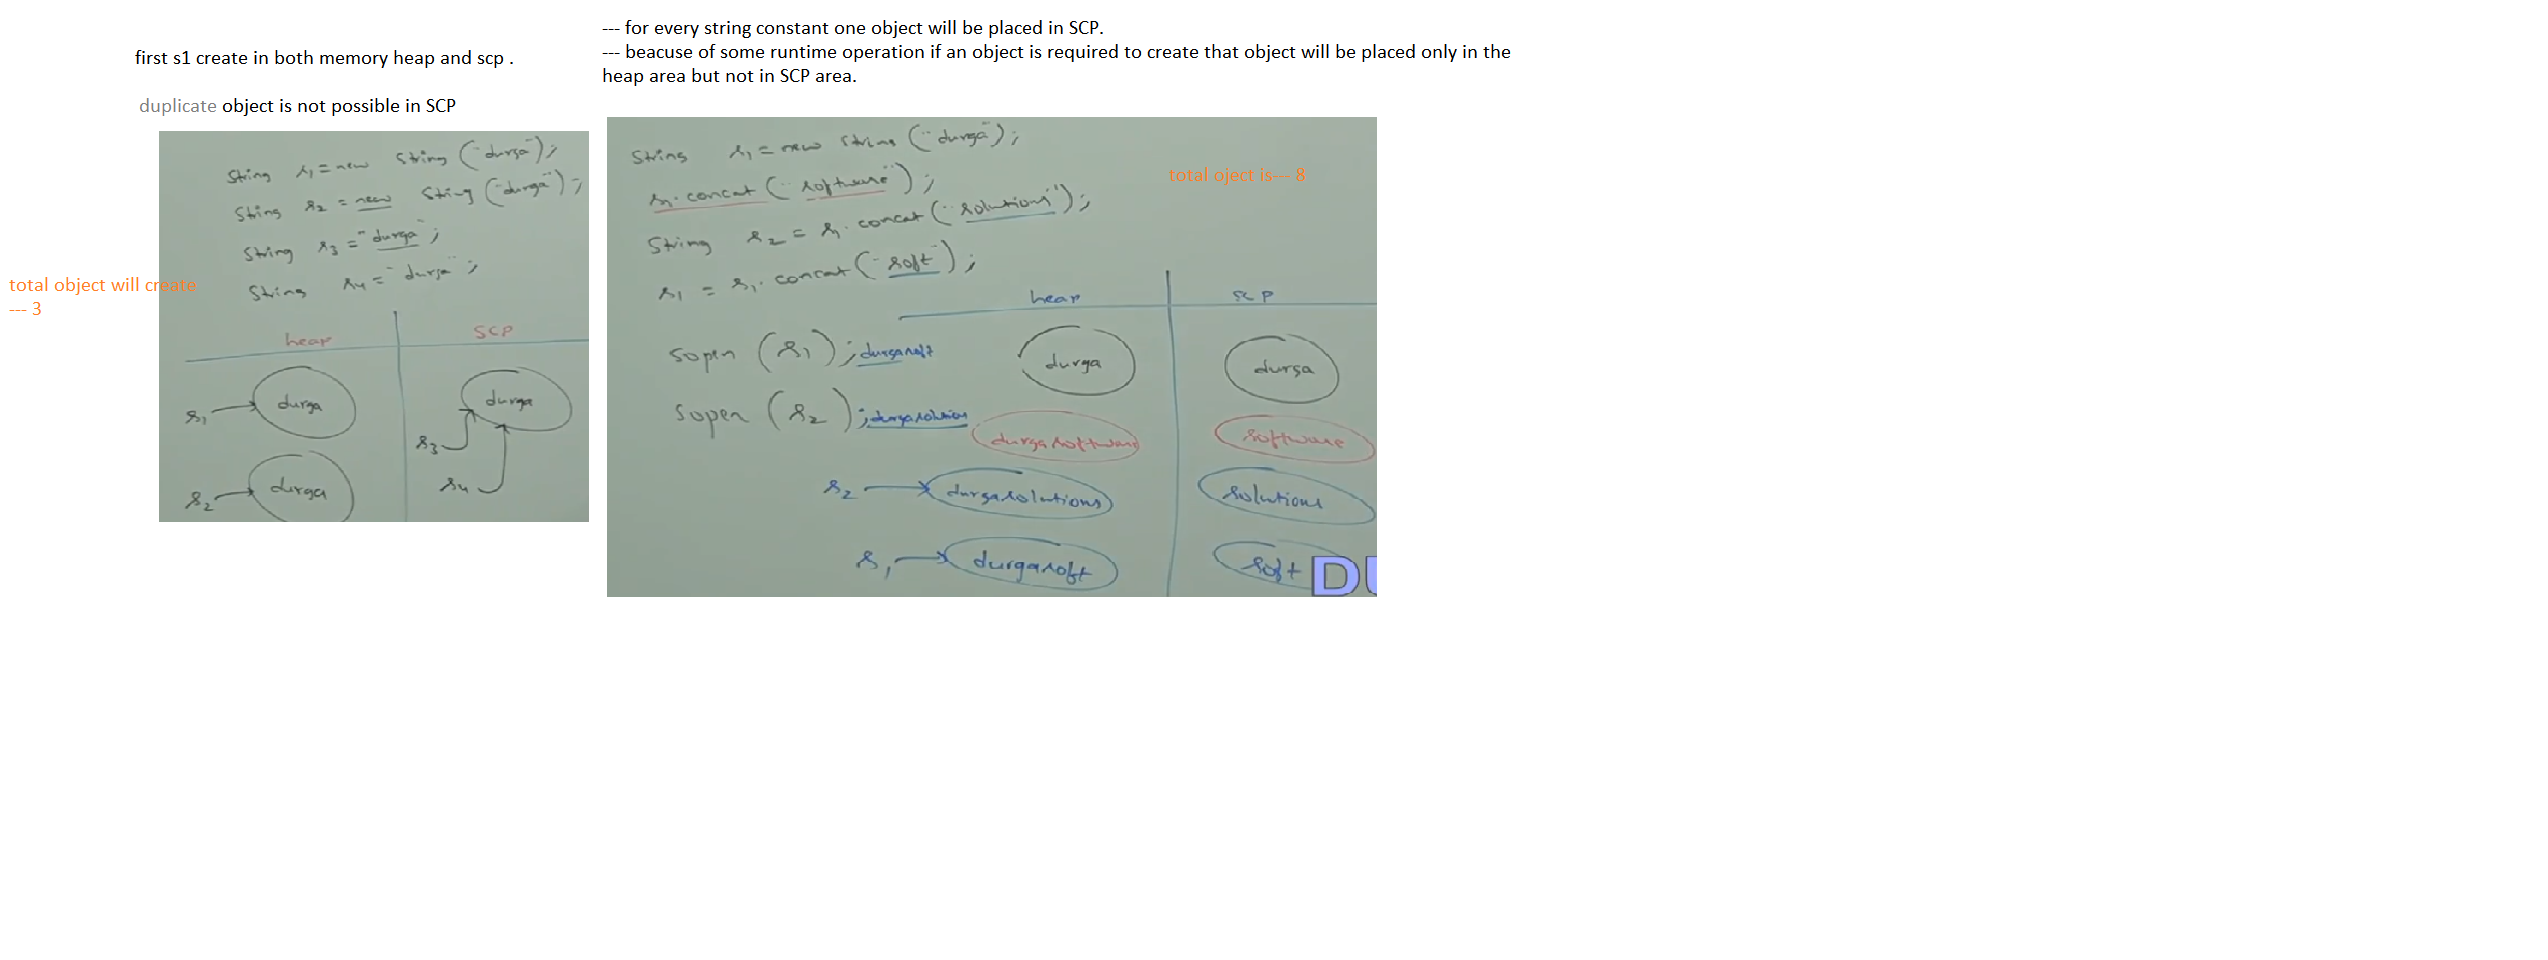 first s1 create in both memory heap and scp .
duplicate object is not possible in SCP
total object will create
--- 3
String s1 = new String ("durga");
String s2 = new String ("durga");
String s3 = "durga";
String s4 = "durga";
heap SCP
s1 durga durga
s3
s2 durga s4
--- for every string constant one object will be placed in SCP.
--- beacuse of some runtime operation if an object is required to create that object will be placed only in the
heap area but not in SCP area.
total oject is--- 8
String s1 = new String ("durga");
s1.concat ("software");
String s2 = s1.concat ("solutions");
s1 = s1.concat ("soft");
heap SCP
sopln (s1); durgasoft durga durga
sopln (s2); durgasolution
durgasoftware software
s2 durgasolutions solutions
s1 durgasoft soft
DU